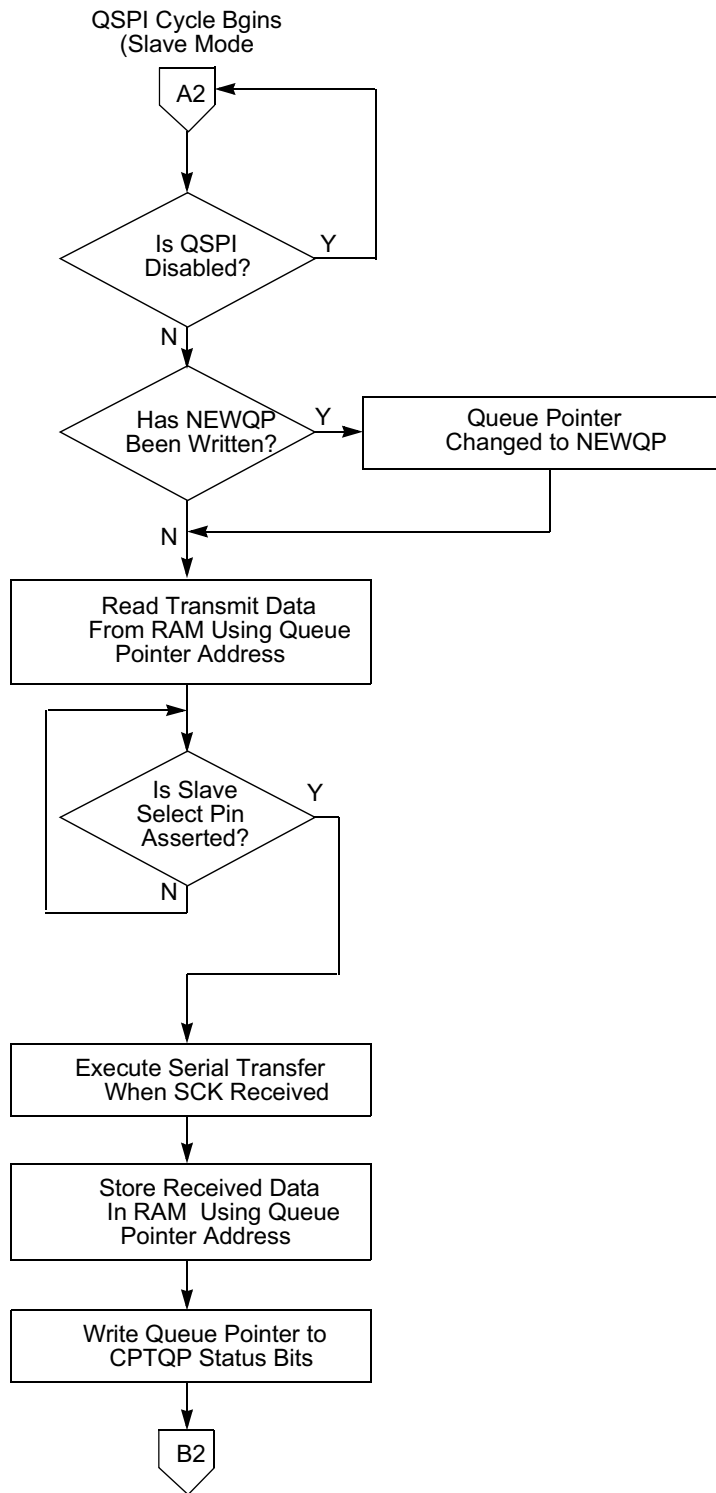 QSPI Cycle Bgins
(Slave Mode
A2
Is QSPI
Disabled?
Y
N
Has NEWQP
Been Written?
Y
Queue Pointer
Changed to NEWQP
N
Read Transmit Data
From RAM Using Queue
Pointer Address
Is Slave
Select Pin
Asserted?
Y
N
Execute Serial Transfer
When SCK Received
Store Received Data
In RAM Using Queue
Pointer Address
Write Queue Pointer to
CPTQP Status Bits
B2